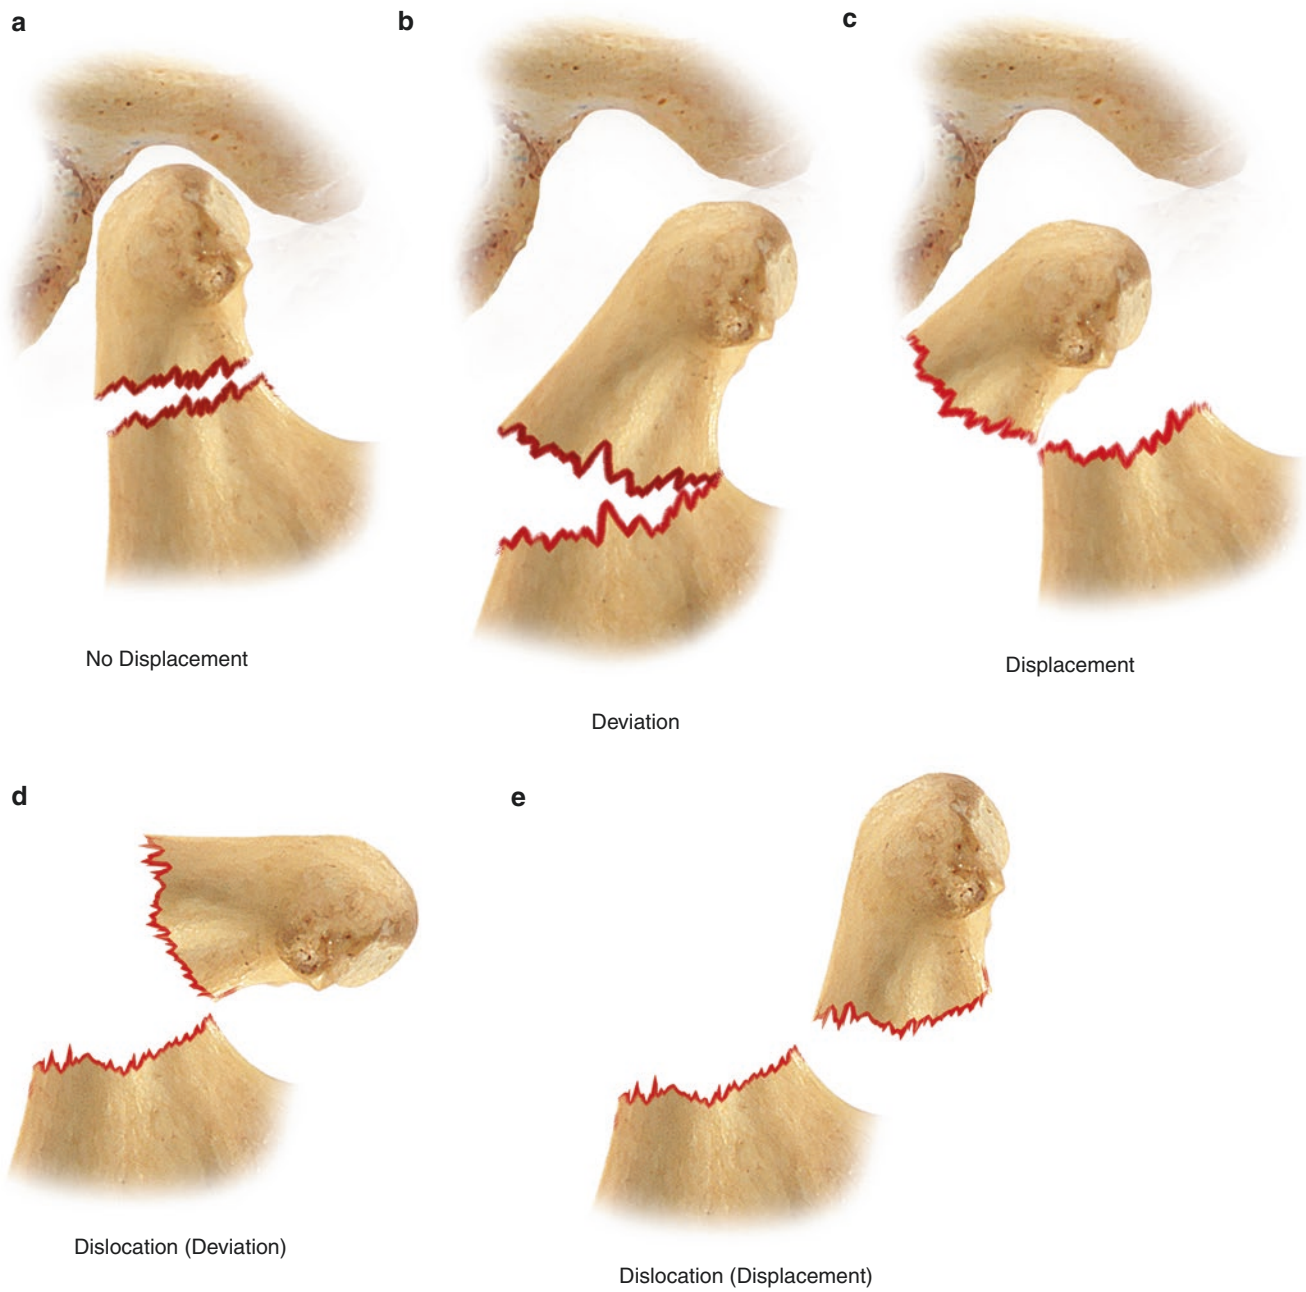 a
b
c
No Displacement
Displacement
Deviation
d
e
Dislocation (Deviation)
Dislocation (Displacement)